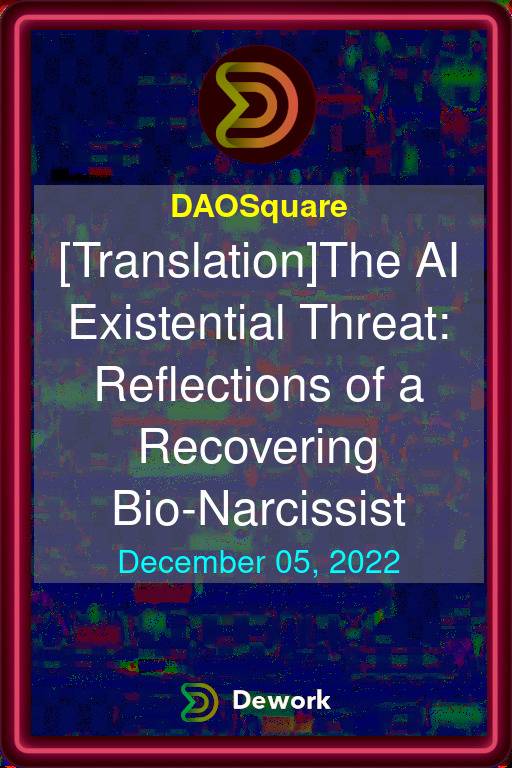 DAOSquare
[Translation]The AI
Existential Threat:
Reflections of a
Recovering
Bio-Narcissist
December 05, 2022
Dework